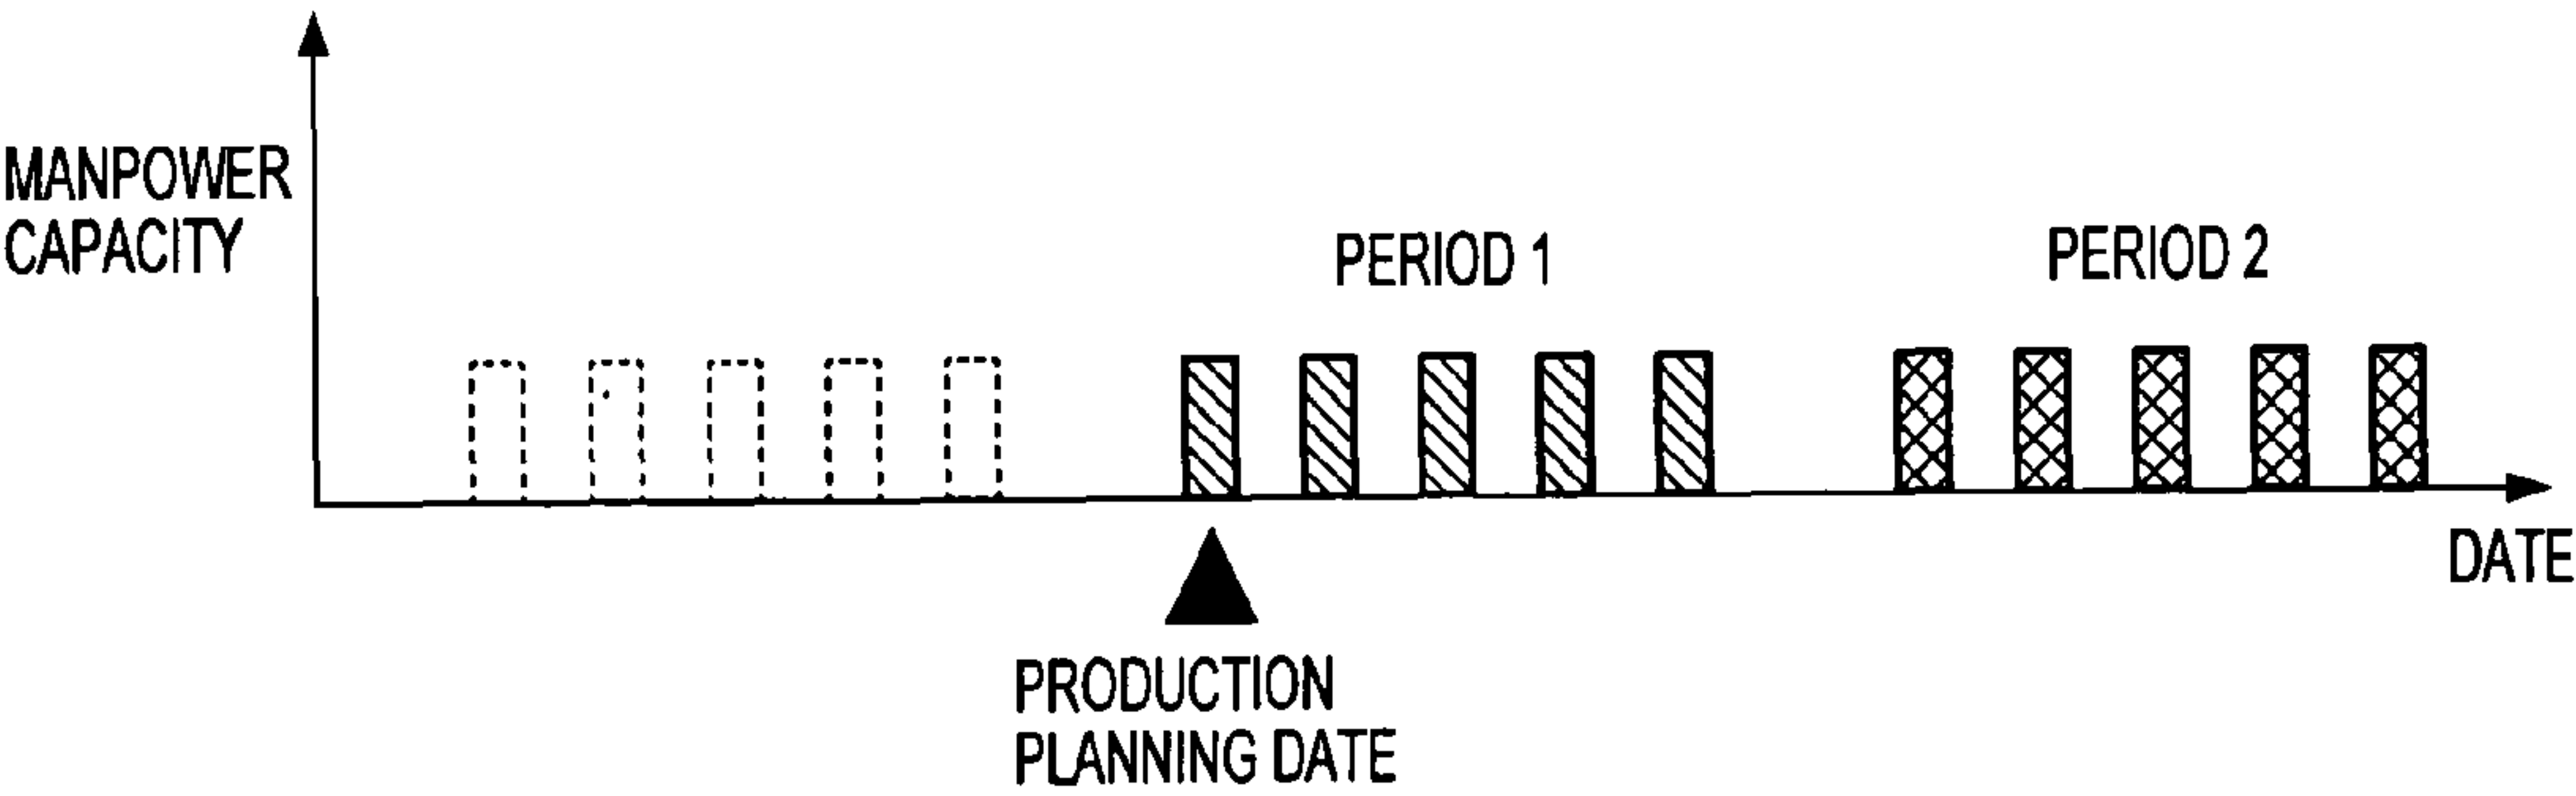 MANPOWER
CAPACITY
PERIOD 1
PERIOD 2
DATE
PRODUCTION
PLANNING DATE